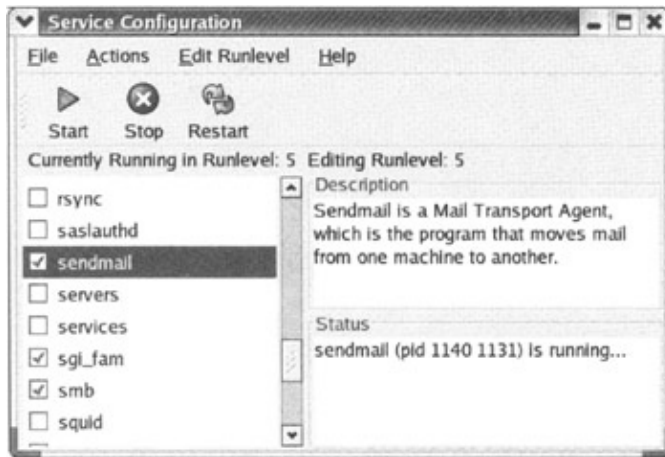 Service Configuration
File Actions Edit Runlevel Help
Start Stop Restart
Currently Running in Runlevel: 5 Editing Runlevel: 5
rsync
saslauthd
sendmail
servers
services
sgi_fam
smb
squid
Description
Sendmail is a Mail Transport Agent,
which is the program that moves mail
from one machine to another.
Status
sendmail (pid 1140 1131) is running...